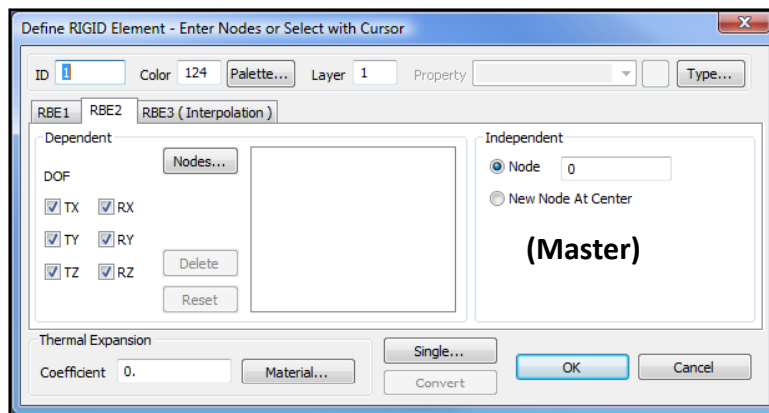 Define RIGID Element - Enter Nodes or Select with Cursor
ID 1 Color 124 Palette... Layer 1 Property Type...
RBE1 RBE2 RBE3 ( Interpolation )
Dependent
Nodes...
DOF
TX RX
TY RY
TZ RZ
Delete
Reset
Independent
Node 0
New Node At Center
(Master)
Thermal Expansion
Coefficient 0. Material...
Single...
Convert
OK Cancel